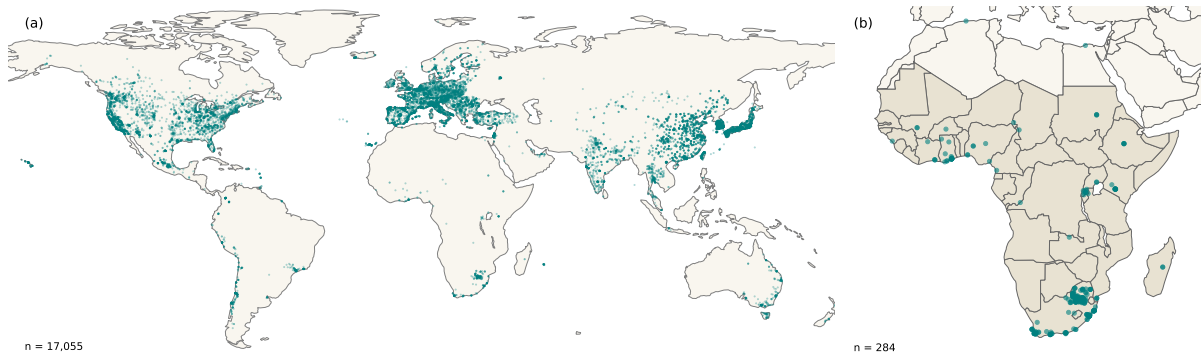 (a)
(b)
n = 17,055
n = 284